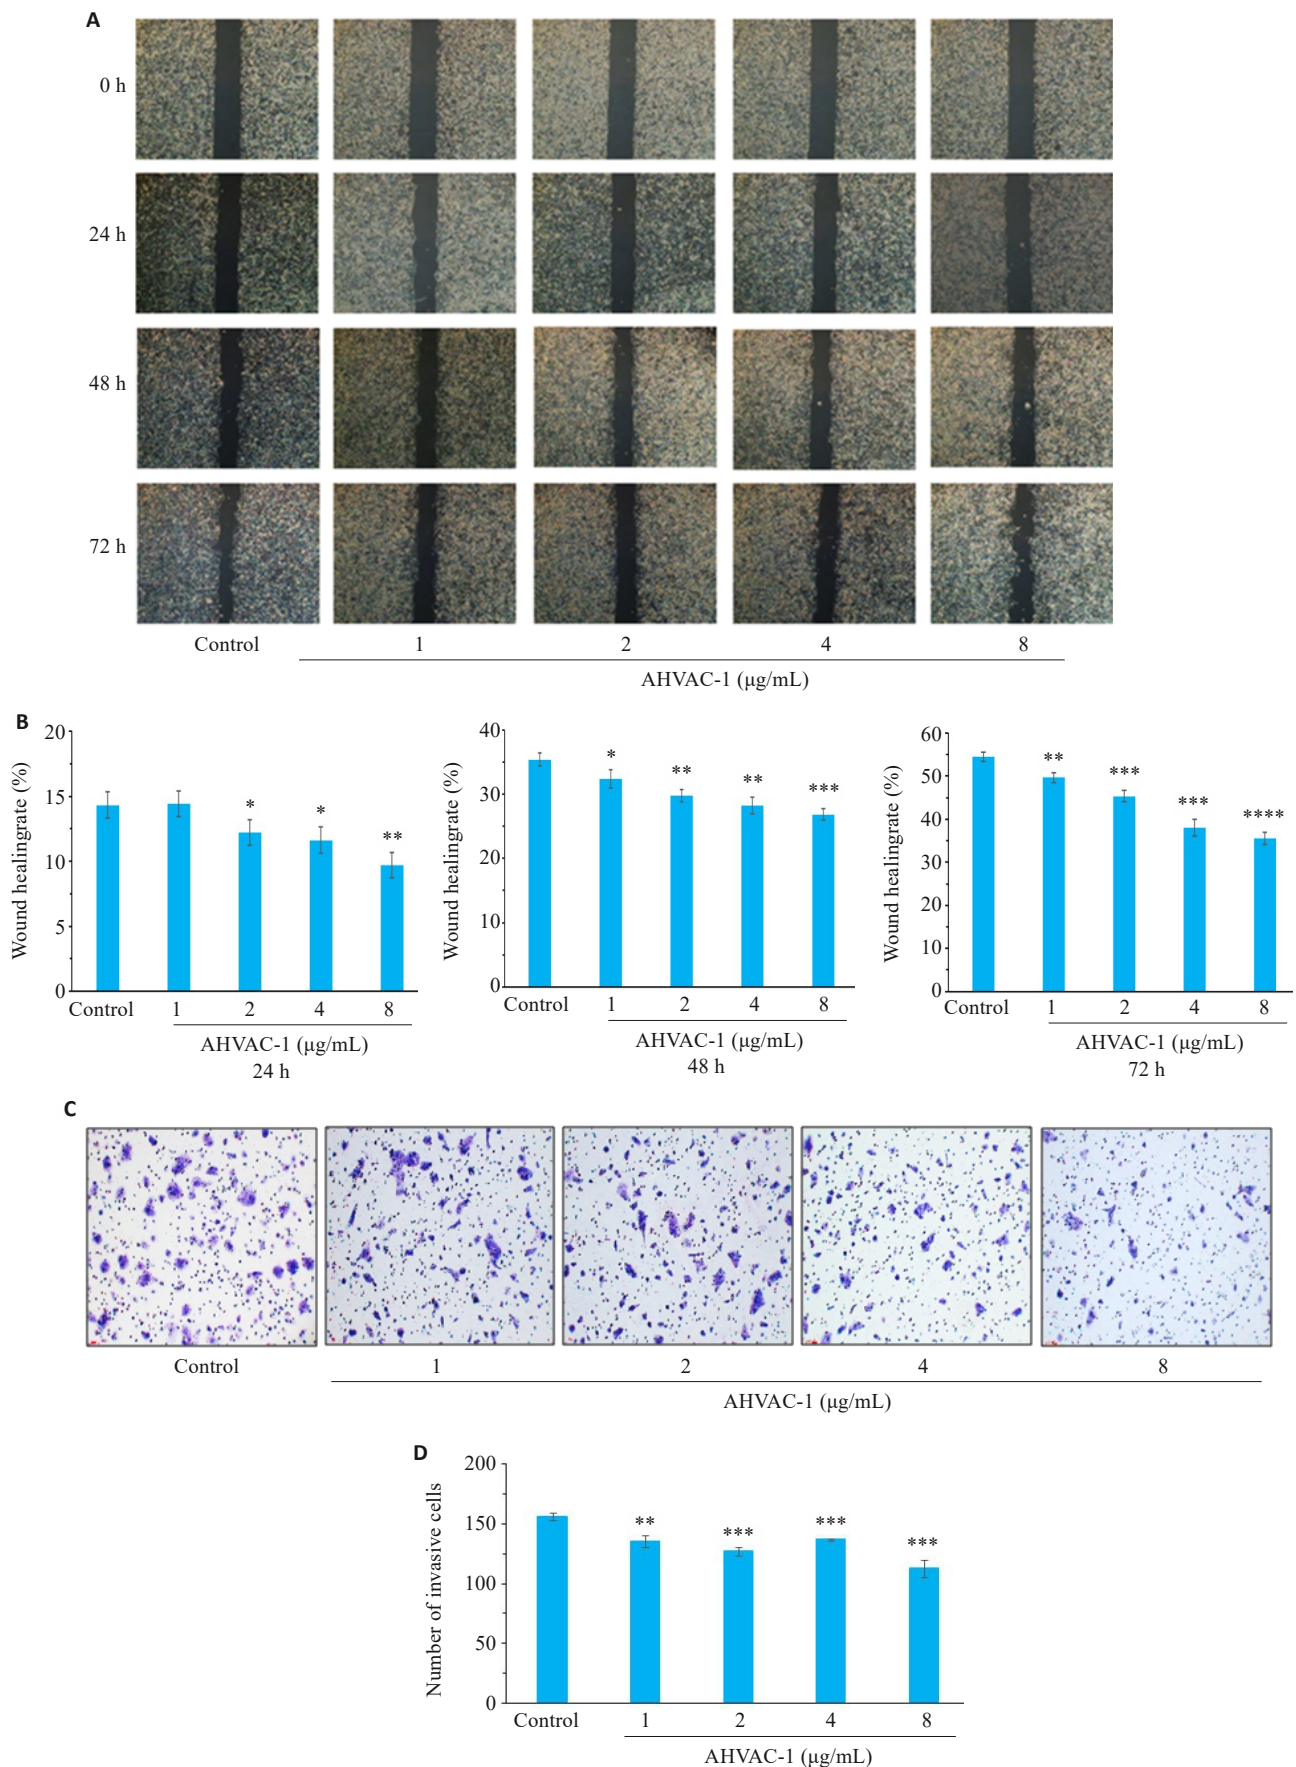 A
0 h
24 h
48 h
72 h
Control 1 2 4 8
AHVAC-1 (μg/mL)
B
Wound healingrate (%)
20
15
10
5
0
* * **
Control 1 2 4 8
AHVAC-1 (μg/mL)
24 h
Wound healingrate (%)
40
30
20
10
0
* ** ** ***
Control 1 2 4 8
AHVAC-1 (μg/mL)
48 h
Wound healingrate (%)
60
50
40
30
20
10
0
** *** *** ****
Control 1 2 4 8
AHVAC-1 (μg/mL)
72 h
C
Control 1 2 4 8
AHVAC-1 (μg/mL)
D
Number of invasive cells
200
150
100
50
0
** *** *** ***
Control 1 2 4 8
AHVAC-1 (μg/mL)